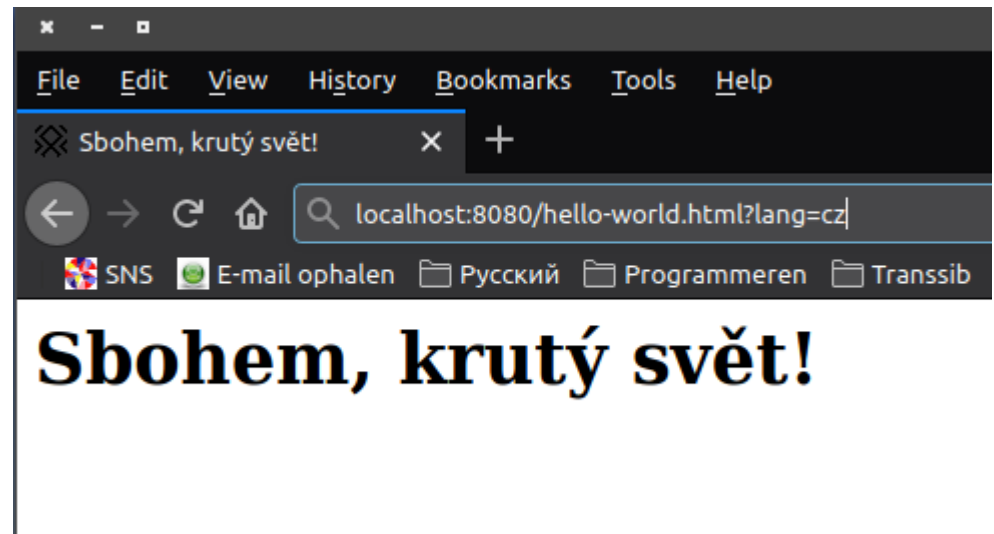 File Edit View History Bookmarks Tools Help
Sbohem, krutý svět!
localhost:8080/hello-world.html?lang=cz
SNS E-mail ophalen Русский Programmeren Transsib
Sbohem, krutý svět!